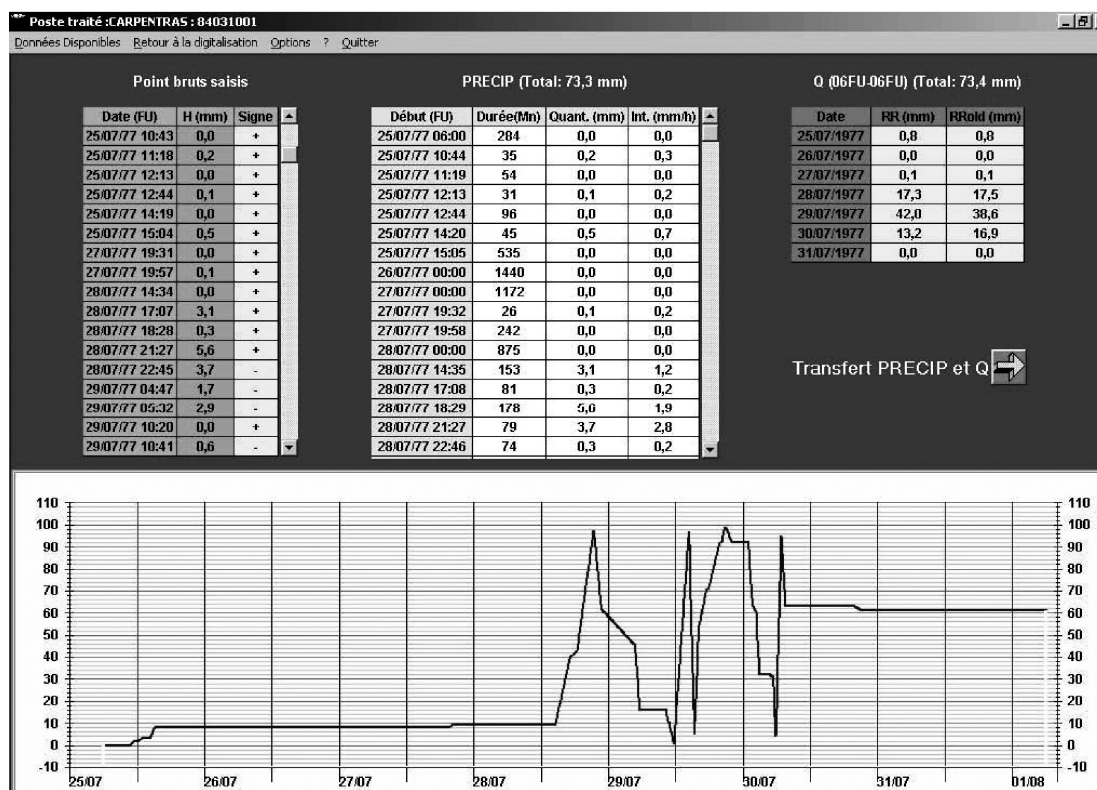 Poste traité :CARPENTRAS : 84031001
Données Disponibles Retour à la digitalisation Options ? Quitter
Point bruts saisis
Date (FU) H (mm) Signe
25/07/77 10:43 0,0 +
25/07/77 11:18 0,2 +
25/07/77 12:13 0,0 +
25/07/77 12:44 0,1 +
25/07/77 14:19 0,0 +
25/07/77 15:04 0,5 +
27/07/77 19:31 0,0 +
27/07/77 19:57 0,1 +
28/07/77 14:34 0,0 +
28/07/77 17:07 3,1 +
28/07/77 18:28 0,3 +
28/07/77 21:27 5,6 +
28/07/77 22:45 3,7 -
29/07/77 04:47 1,7 -
29/07/77 05:32 2,9 -
29/07/77 10:20 0,0 +
29/07/77 10:41 0,6 -
PRECIP (Total: 73,3 mm)
Début (FU) Durée(Mn) Quant. (mm) Int. (mm/h)
25/07/77 06:00 284 0,0 0,0
25/07/77 10:44 35 0,2 0,3
25/07/77 11:19 54 0,0 0,0
25/07/77 12:13 31 0,1 0,2
25/07/77 12:44 96 0,0 0,0
25/07/77 14:20 45 0,5 0,7
25/07/77 15:05 535 0,0 0,0
26/07/77 00:00 1440 0,0 0,0
27/07/77 00:00 1172 0,0 0,0
27/07/77 19:32 26 0,1 0,2
27/07/77 19:58 242 0,0 0,0
28/07/77 00:00 875 0,0 0,0
28/07/77 14:35 153 3,1 1,2
28/07/77 17:08 81 0,3 0,2
28/07/77 18:29 178 5,6 1,9
28/07/77 21:27 79 3,7 2,8
28/07/77 22:46 74 0,3 0,2
Q (06FU-06FU) (Total: 73,4 mm)
Date RR (mm) RRold (mm)
25/07/1977 0,8 0,8
26/07/1977 0,0 0,0
27/07/1977 0,1 0,1
28/07/1977 17,3 17,5
29/07/1977 42,0 38,6
30/07/1977 13,2 16,9
31/07/1977 0,0 0,0
Transfert PRECIP et Q
110 110
100 100
90 90
80 80
70 70
60 60
50 50
40 40
30 30
20 20
10 10
0 0
-10 -10
25/07 26/07 27/07 28/07 29/07 30/07 31/07 01/08